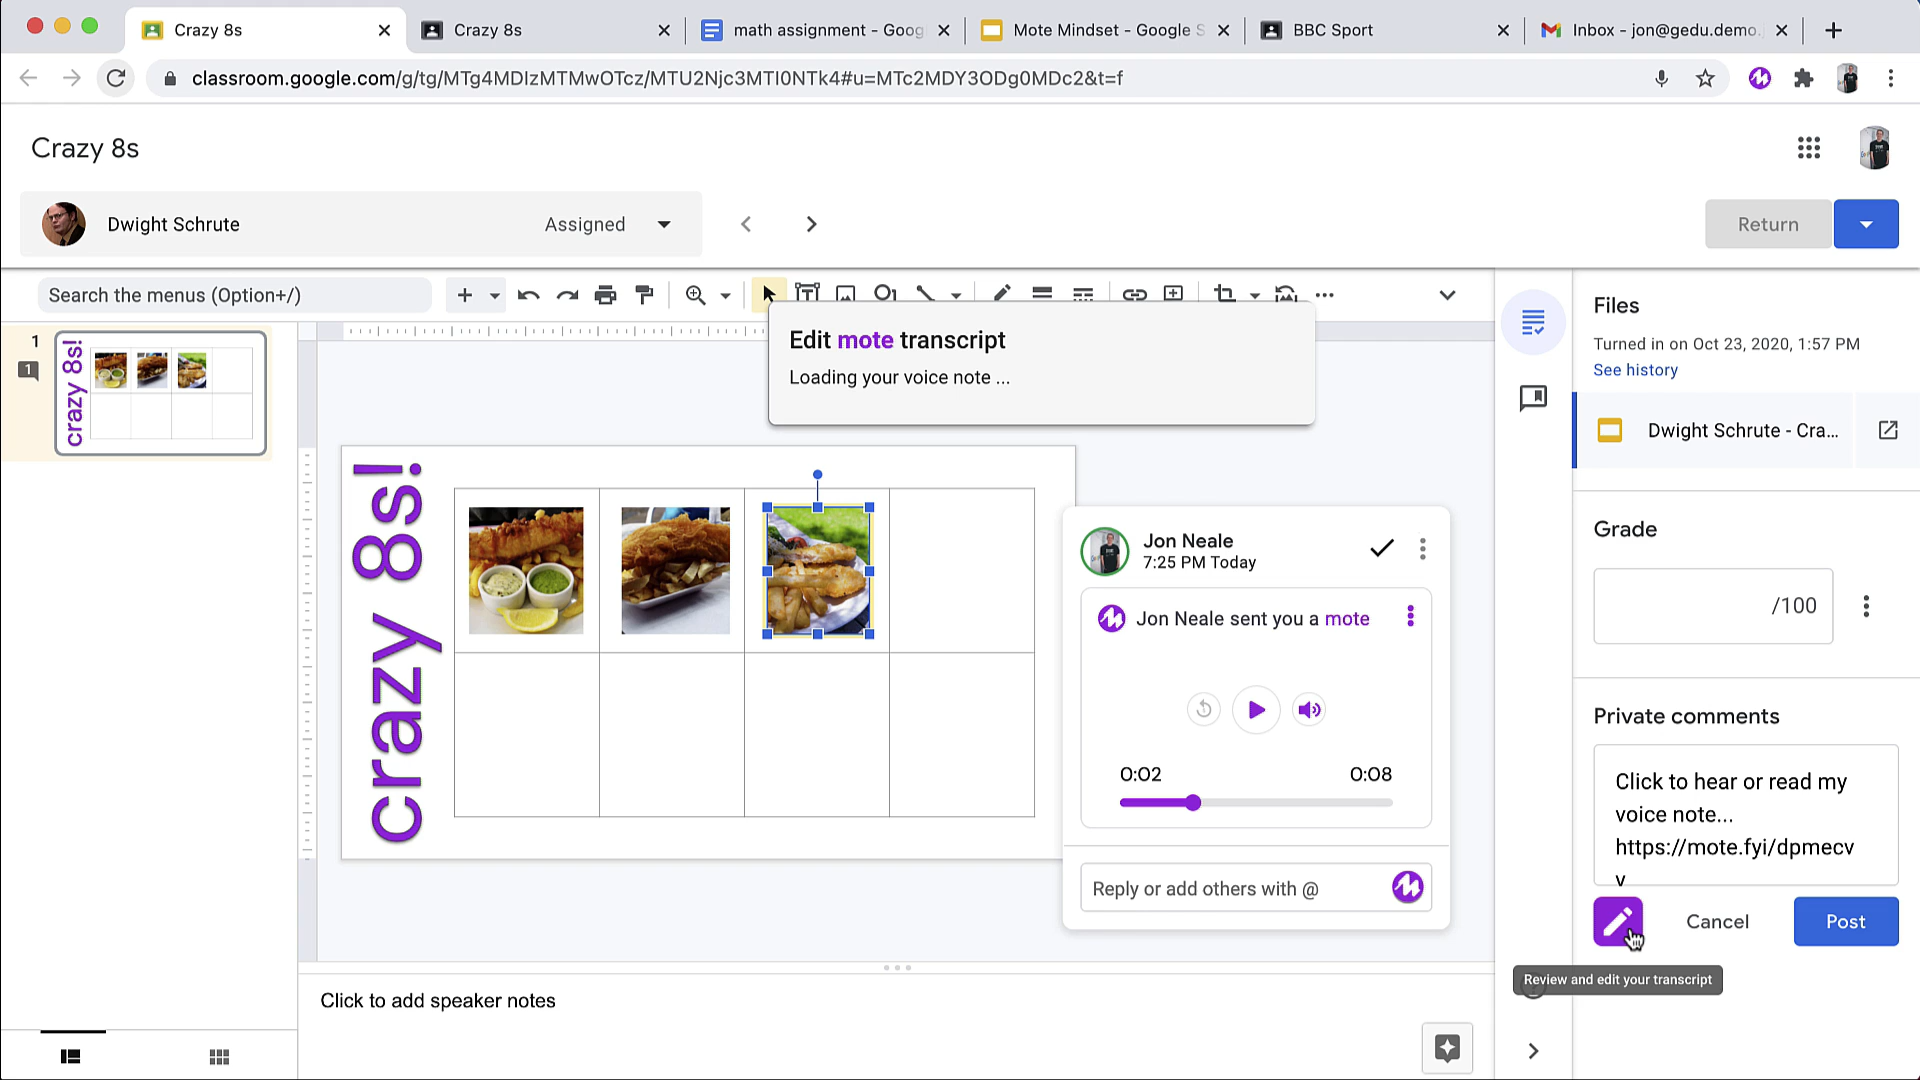 Crazy 8s
Crazy 8s
math assignment - Goog
Mote Mindset - Google S
BBC Sport
Inbox - jon@gedu.demo.
classroom.google.com/g/tg/MTg4MDIzMTMwOTcz/MTU2Njc3MTI0NTk4#u=MTc2MDY3ODg0MDc2&t=f
Crazy 8s
Dwight Schrute
Assigned
Return
Search the menus (Option+/)
Edit mote transcript
Loading your voice note ...
1
1
crazy 8s!
crazy 8s!
Jon Neale
7:25 PM Today
Jon Neale sent you a mote
0:02
0:08
Reply or add others with @
Click to add speaker notes
Files
Turned in on Oct 23, 2020, 1:57 PM
See history
Dwight Schrute - Cra...
Grade
/100
Private comments
Click to hear or read my
voice note...
https://mote.fyi/dpmecv
v
Cancel
Post
Review and edit your transcript